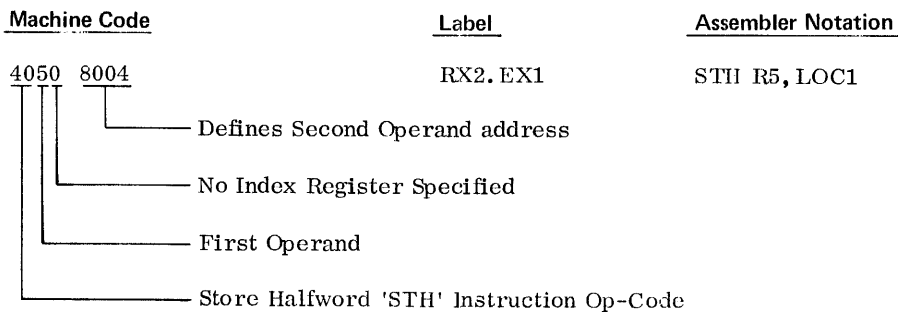 Machine Code Label Assembler Notation
4050 8004 RX2.EX1 STH R5,LOC1
Defines Second Operand address
No Index Register Specified
First Operand
Store Halfword 'STH' Instruction Op-Code